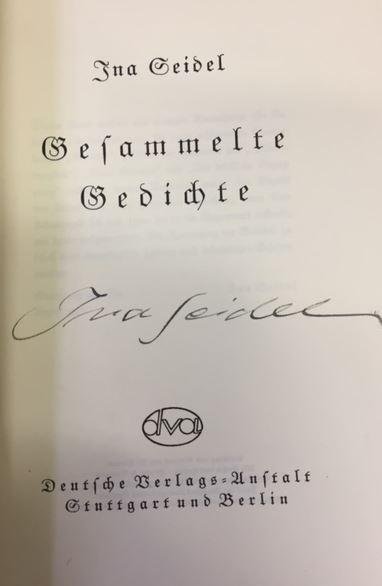 Ina Seidel
Gesammelte
Gedichte
Ina Seidel
dva
Deutsche Verlags-Anstalt
Stuttgart und Berlin